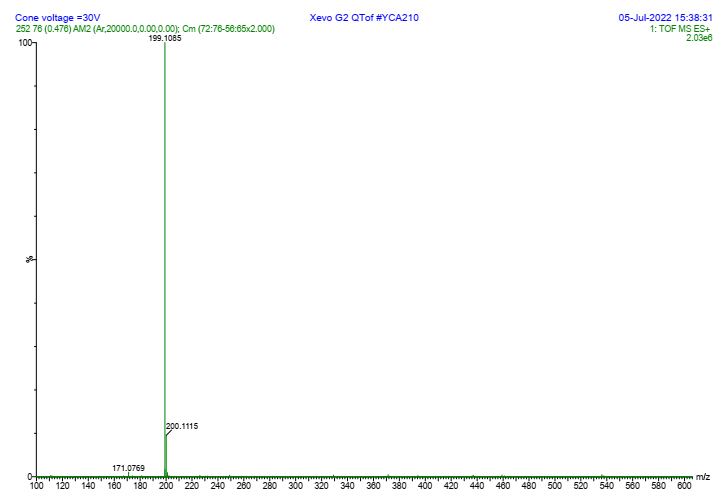 Cone voltage =30V Xevo G2 QTof #YCA210 05-Jul-2022 15:38:31
252 76 (0.476) AM2 (Ar,20000.0,0.00,0.00); Cm (72:76-56:65x2.000) 1: TOF MS ES+
2.03e6
199.1085
100
%
200.1115
171.0769
0
m/z
100 120 140 160 180 200 220 240 260 280 300 320 340 360 380 400 420 440 460 480 500 520 540 560 580 600